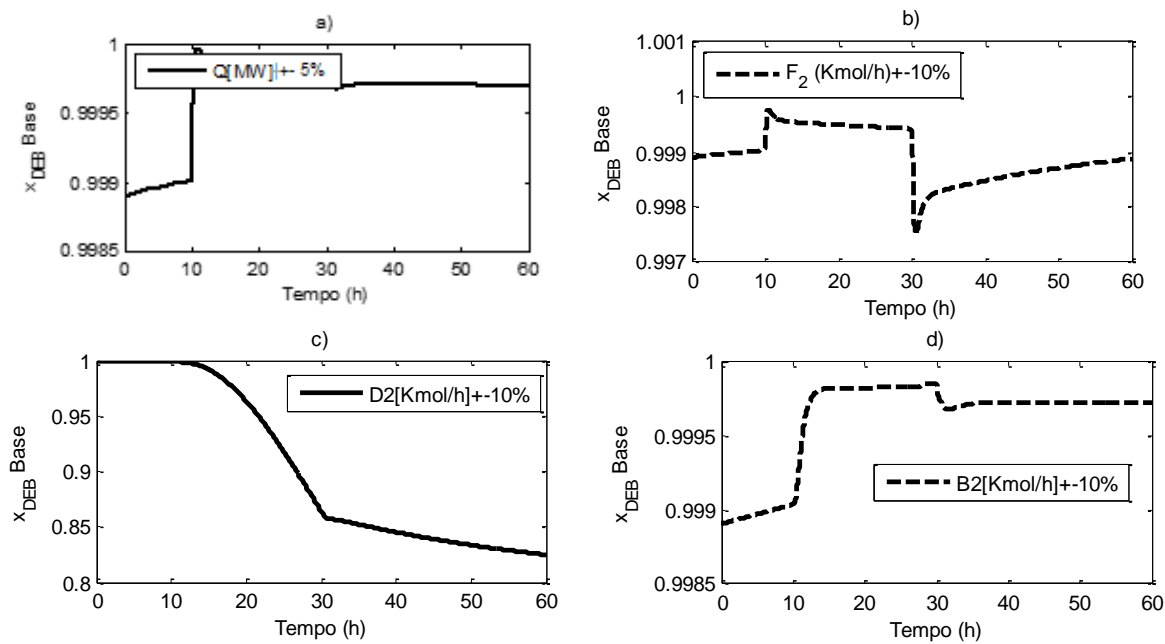 a)
1
0.9995
0.999
0.9985
Q[MW]|+- 5%
x_DEB Base
0 10 20 30 40 50 60
Tempo (h)
b)
1.001
1
0.999
0.998
0.997
F_2 (Kmol/h)+-10%
x_DEB Base
0 10 20 30 40 50 60
Tempo (h)
c)
1
0.95
0.9
0.85
0.8
D2[Kmol/h]+-10%
x_DEB Base
0 10 20 30 40 50 60
Tempo (h)
d)
1
0.9995
0.999
0.9985
B2[Kmol/h]+-10%
x_DEB Base
0 10 20 30 40 50 60
Tempo (h)